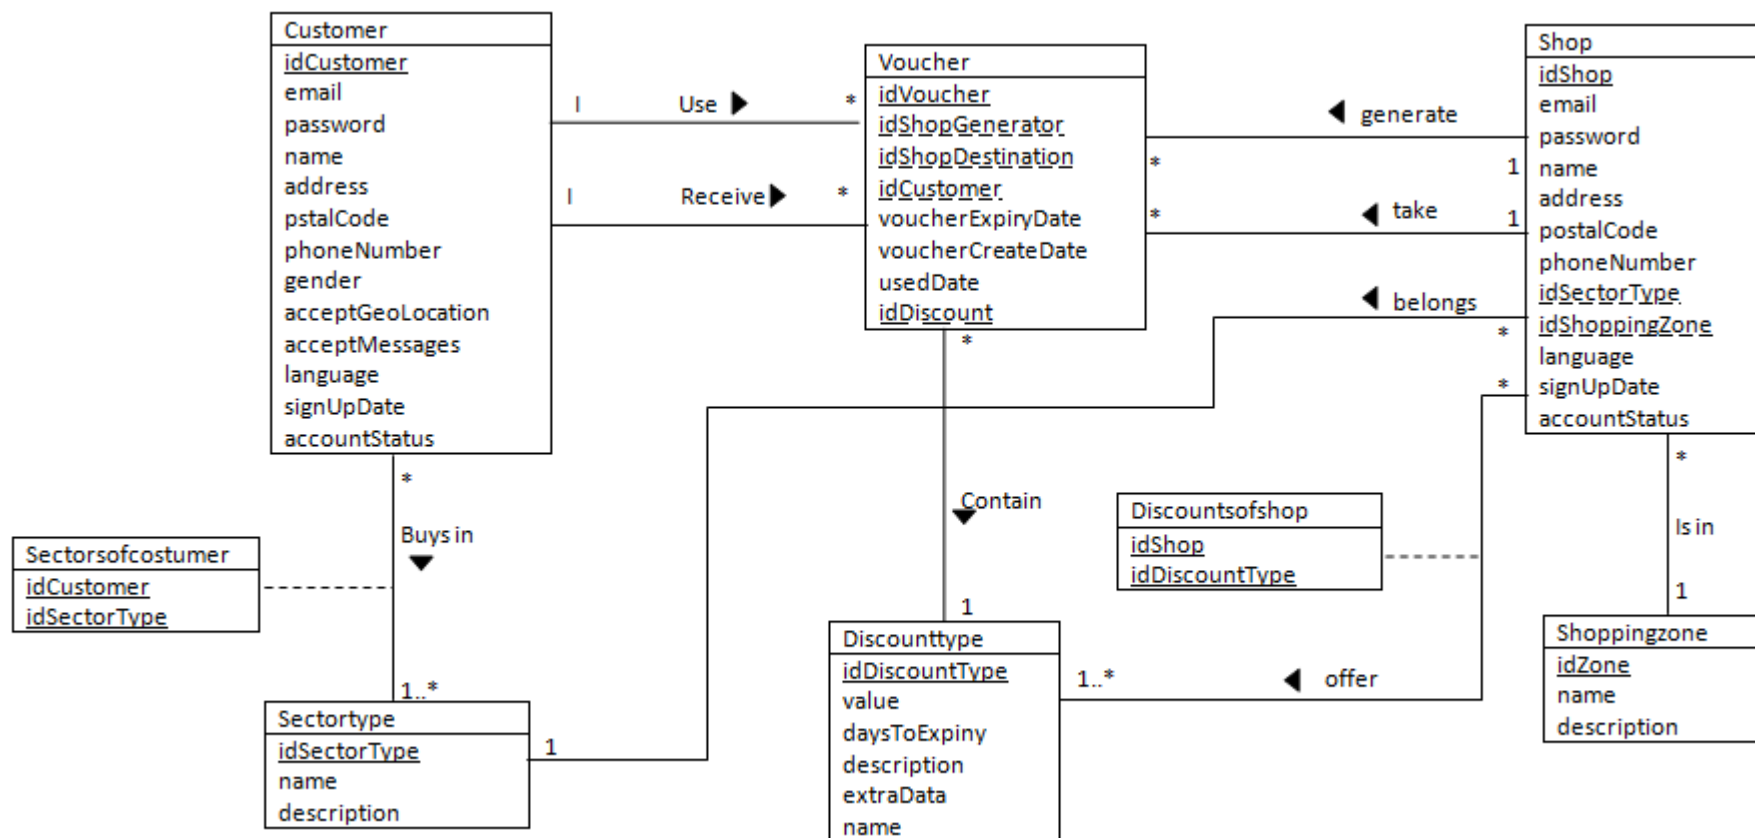 Customer
idCustomer
email
password
name
address
pstalCode
phoneNumber
gender
acceptGeoLocation
acceptMessages
language
signUpDate
accountStatus
I Use *
I Receive *
Voucher
idVoucher
idShopGenerator
idShopDestination
idCustomer
voucherExpiryDate
voucherCreateDate
usedDate
idDiscount
generate
* 1
take
* 1
belongs
*
*
Shop
idShop
email
password
name
address
postalCode
phoneNumber
idSectorType
idShoppingZone
language
signUpDate
accountStatus
*
Buys in
1..*
Sectorsofcostumer
idCustomer
idSectorType
Sectortype
idSectorType
name
description
1
*
Contain
1
Discounttype
idDiscountType
value
daysToExpiny
description
extraData
name
1..* offer
Discountsofshop
idShop
idDiscountType
*
Is in
1
Shoppingzone
idZone
name
description